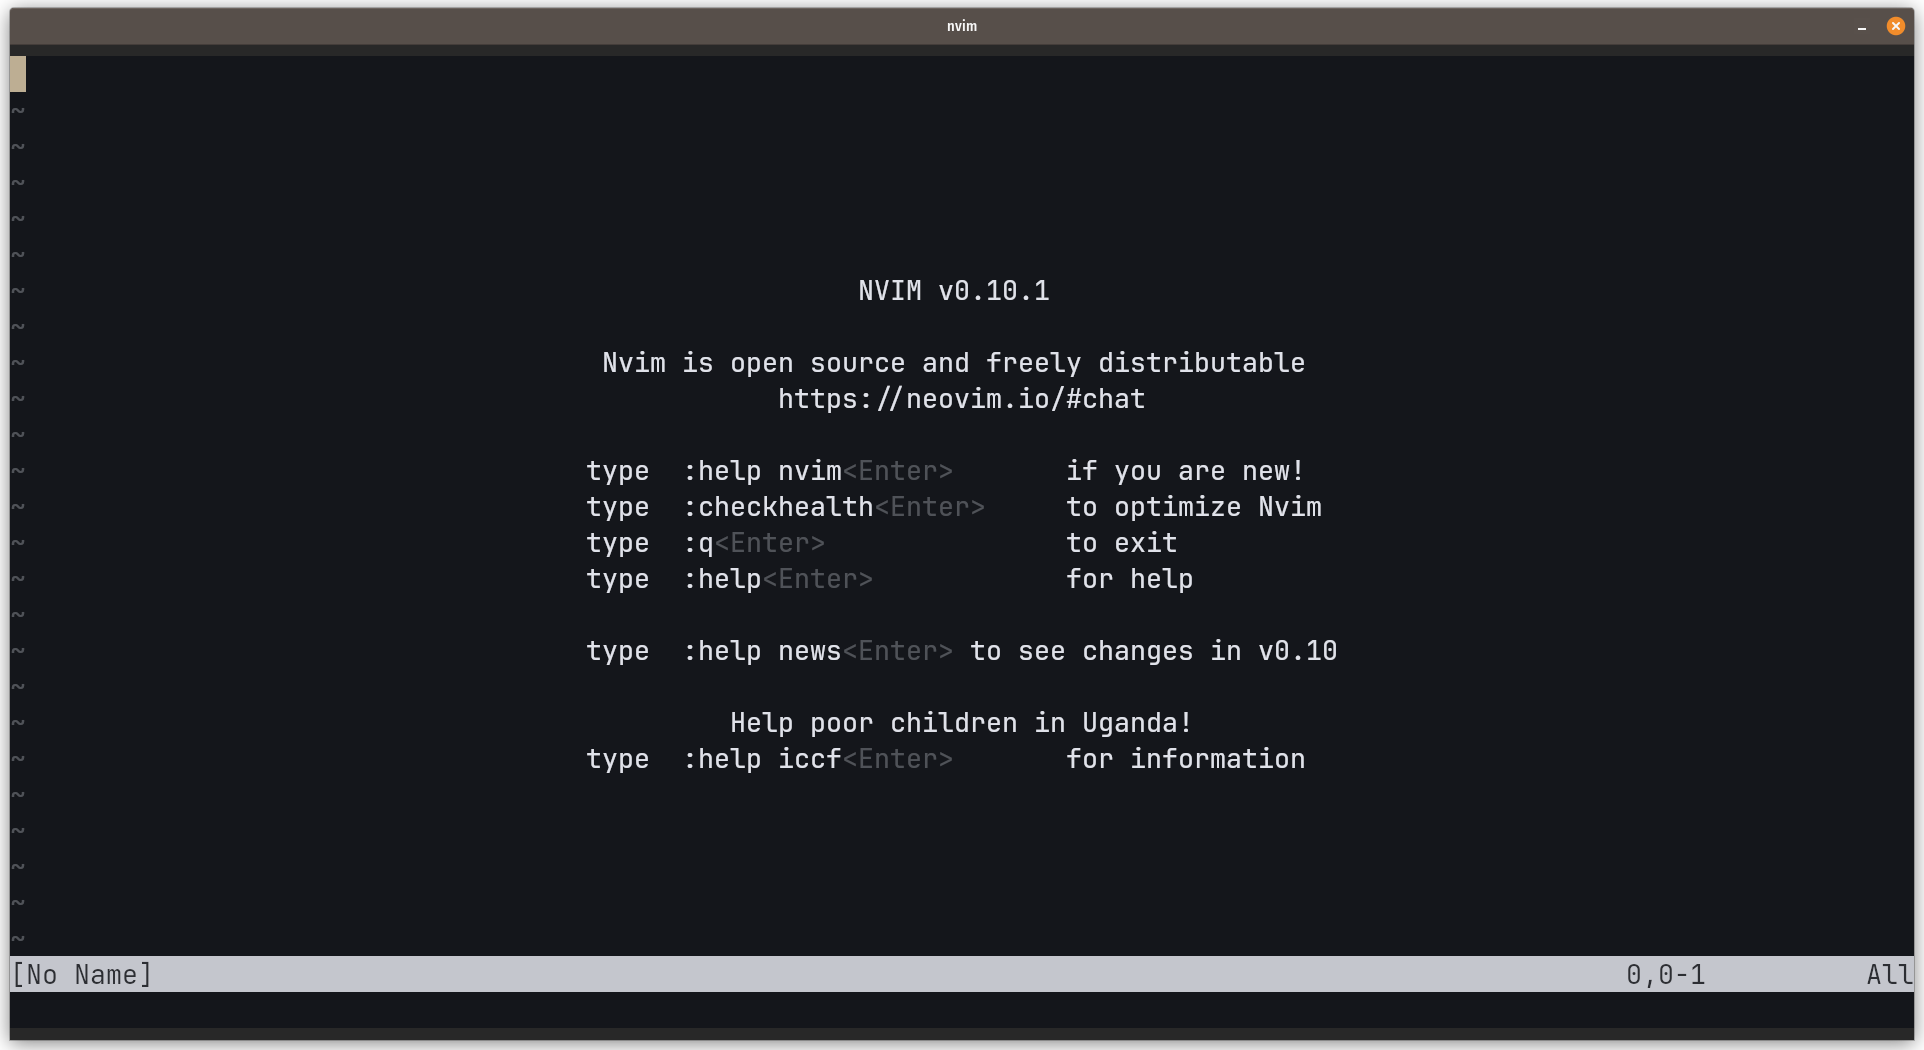 nvim
~
~
~
~
~
~ NVIM v0.10.1
~
~ Nvim is open source and freely distributable
~ https://neovim.io/#chat
~
~ type  :help nvim<Enter>       if you are new!
~ type  :checkhealth<Enter>     to optimize Nvim
~ type  :q<Enter>               to exit
~ type  :help<Enter>            for help
~
~ type  :help news<Enter> to see changes in v0.10
~
~ Help poor children in Uganda!
~ type  :help iccf<Enter>       for information
~
~
~
~
~
[No Name] 0,0-1 All